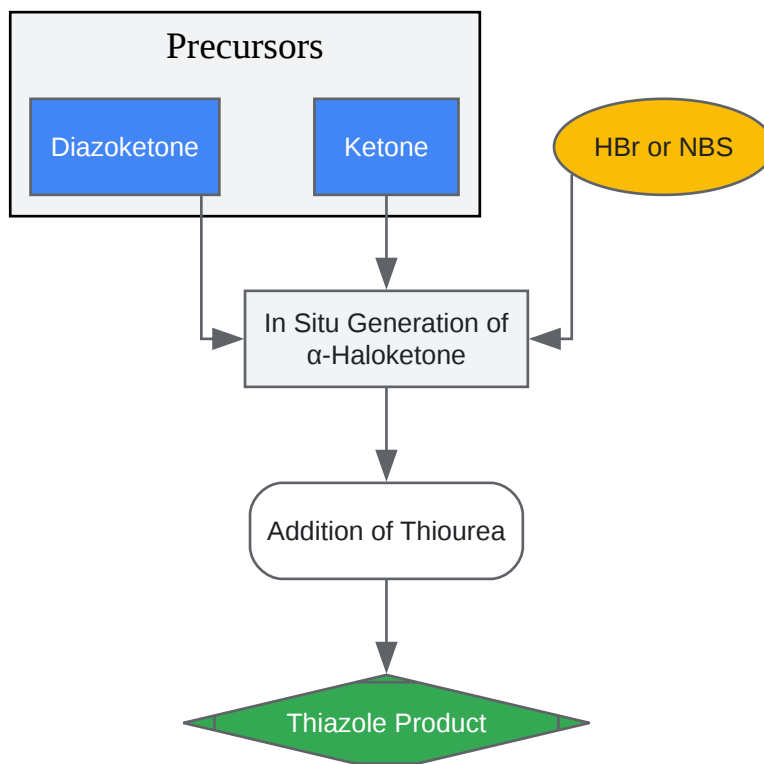 Precursors
Diazoketone
Ketone
HBr or NBS
In Situ Generation of
α-Haloketone
Addition of Thiourea
Thiazole Product